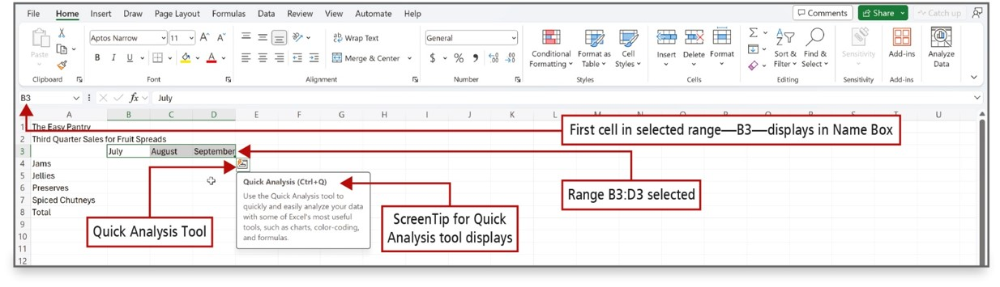 File Home Insert Draw Page Layout Formulas Data Review View Automate Help Comments Share Catch up
Aptos Narrow 11 A A Wrap Text General
Paste B I U A Merge & Center $ % Conditional Formatting Format as Table Cell Styles Insert Delete Format Sort & Filter Find & Select Sensitivity Add-ins Analyze Data
Clipboard Font Alignment Number Styles Cells Editing Sensitivity Add-ins
B3 fx July
A B C D E F G H I J K L M N O P Q R S T U
1 The Easy Pantry
First cell in selected range—B3—displays in Name Box
2 Third Quarter Sales for Fruit Spreads
3 July August September
4 Jams
5 Jellies
6 Preserves
7 Spiced Chutneys
8 Total
9
10
11
12
Quick Analysis (Ctrl+Q)
Use the Quick Analysis tool to
quickly and easily analyze your data
with some of Excel's most useful
tools, such as charts, color-coding,
and formulas.
Range B3:D3 selected
Quick Analysis Tool
ScreenTip for Quick
Analysis tool displays